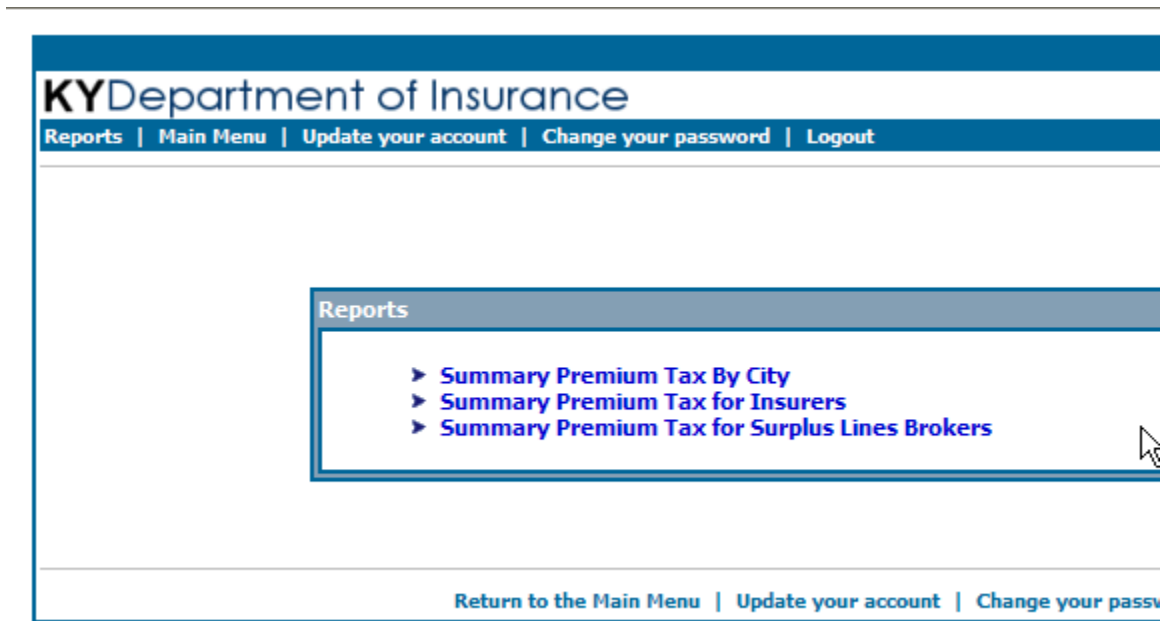 KYDepartment of Insurance
Reports | Main Menu | Update your account | Change your password | Logout
Reports
Summary Premium Tax By City
Summary Premium Tax for Insurers
Summary Premium Tax for Surplus Lines Brokers
Return to the Main Menu | Update your account | Change your